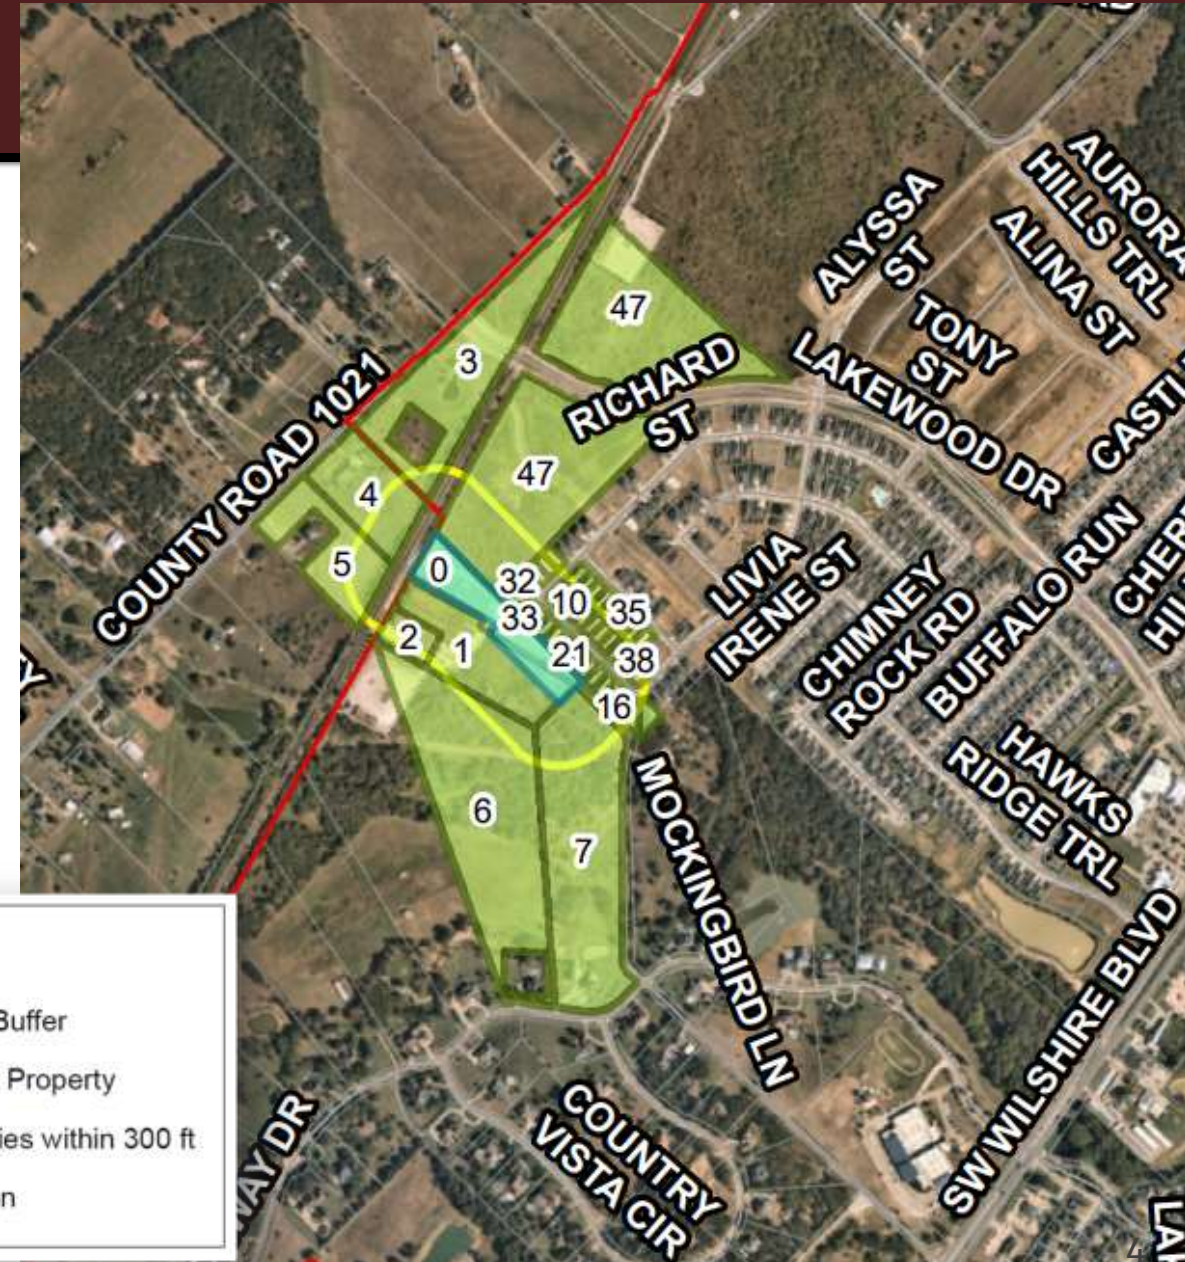 ALYSSA
ST
AURORA
HILLS TRL
ALINA ST
TONY
ST
47
3
RICHARD
ST
LAKEWOOD DR
COUNTY ROAD 1021
47
4
5
0
32
10
35
33
2
1
21
38
16
LIVIA
IRENE ST
CHIMNEY
ROCK RD
BUFFALO RUN
HAWKS
RIDGE TRL
6
7
MOCKINGBIRD LN
SW WILSHIRE BLVD
COUNTRY
VISTA CIR
WAY DR
Buffer
Property
ies within 300 ft
n
4